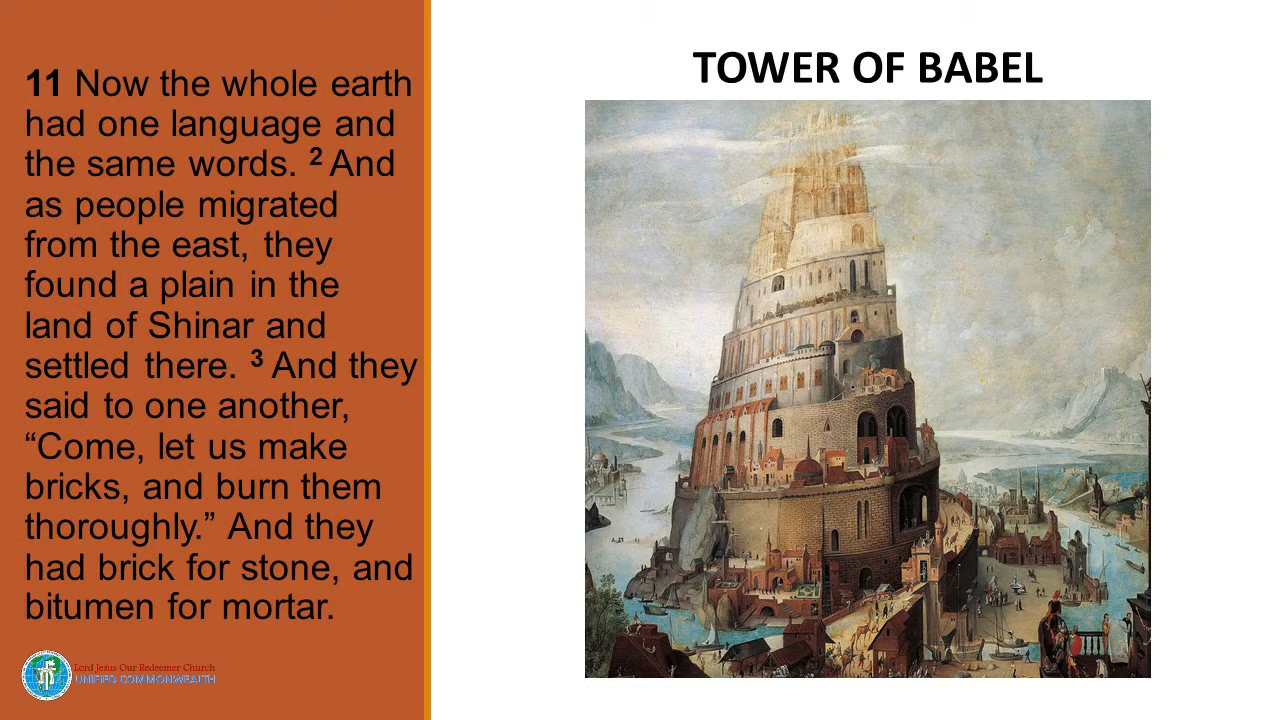 11 Now the whole earth
had one language and
the same words. 2 And
as people migrated
from the east, they
found a plain in the
land of Shinar and
settled there. 3 And they
said to one another,
“Come, let us make
bricks, and burn them
thoroughly.” And they
had brick for stone, and
bitumen for mortar.
Lord Jesus Our Redeemer Church
UNIFIED COMMONWEALTH
TOWER OF BABEL